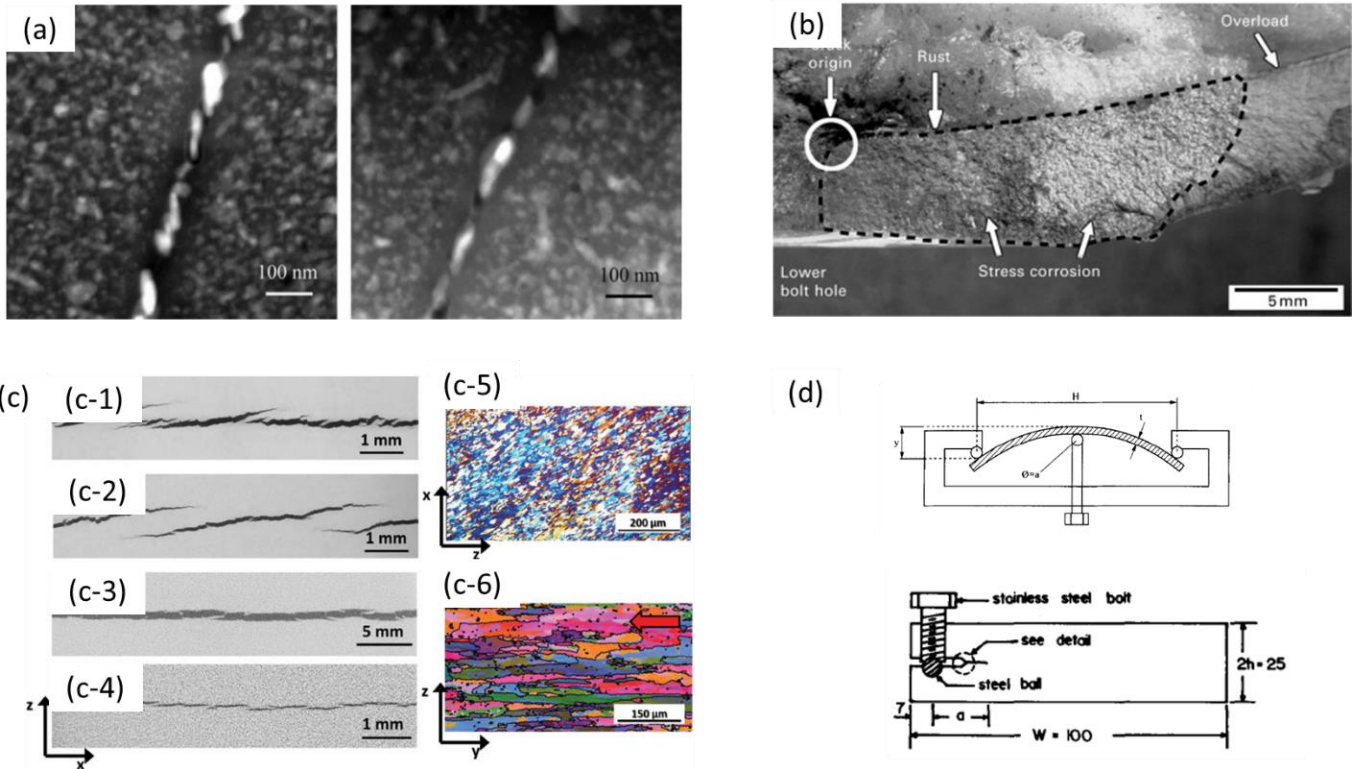 (a)
100 nm
100 nm
(b)
origin
Rust
Overload
Lower
bolt hole
Stress corrosion
5 mm
(c)
(c-1)
1 mm
(c-2)
1 mm
(c-3)
5 mm
(c-4)
1 mm
z
x
(c-5)
x
z
200 µm
(c-6)
z
y
150 µm
(d)
H
y
t
Ø=a
stainless steel bolt
see detail
steel ball
2h = 25
7
a
W = 100